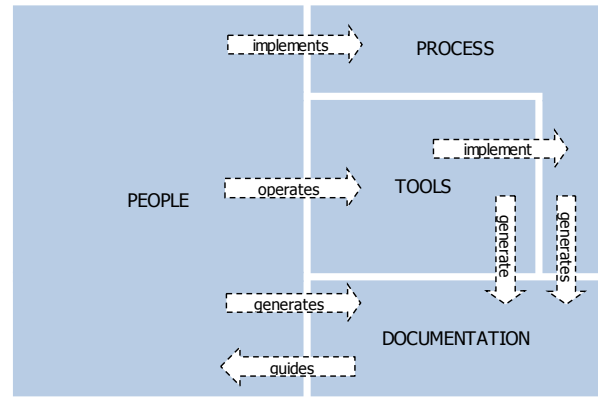 implements
PROCESS
implement
PEOPLE
operates
TOOLS
generate
generates
generates
DOCUMENTATION
guides